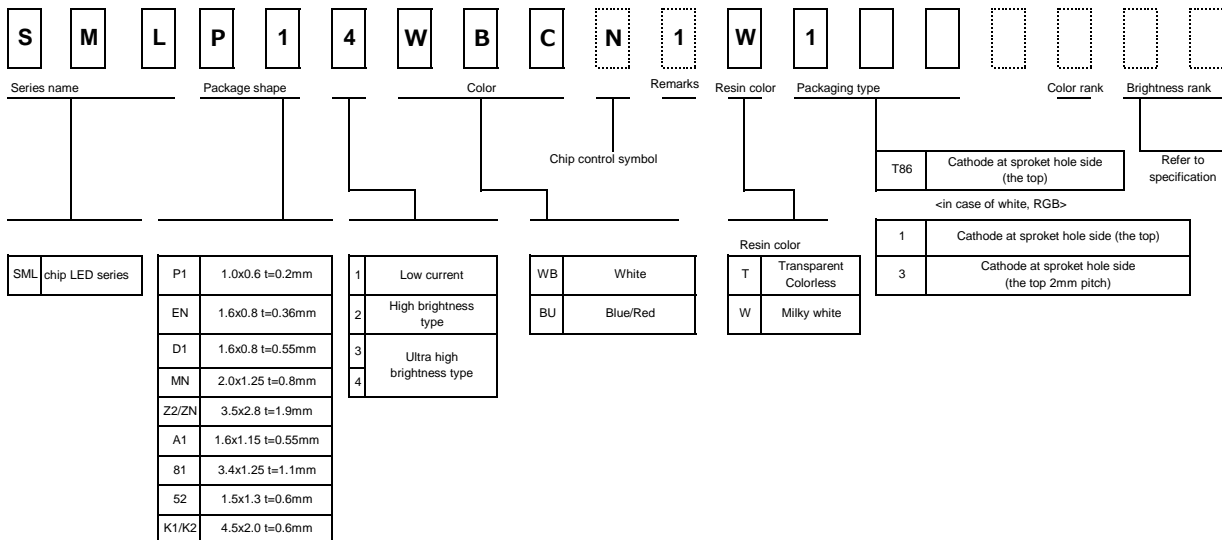 S M L P 1 4 W B C N 1 W 1
Series name Package shape Color Remarks Resin color Packaging type Color rank Brightness rank
Chip control symbol
T86 Cathode at sproket hole side
(the top)
Refer to
specification
<in case of white, RGB>
1 Cathode at sproket hole side (the top)
3 Cathode at sproket hole side
(the top 2mm pitch)
SML chip LED series
P1 1.0x0.6 t=0.2mm
EN 1.6x0.8 t=0.36mm
D1 1.6x0.8 t=0.55mm
MN 2.0x1.25 t=0.8mm
Z2/ZN 3.5x2.8 t=1.9mm
A1 1.6x1.15 t=0.55mm
81 3.4x1.25 t=1.1mm
52 1.5x1.3 t=0.6mm
K1/K2 4.5x2.0 t=0.6mm
1 Low current
2 High brightness
type
3 Ultra high
4 brightness type
WB White
BU Blue/Red
Resin color
T Transparent
Colorless
W Milky white